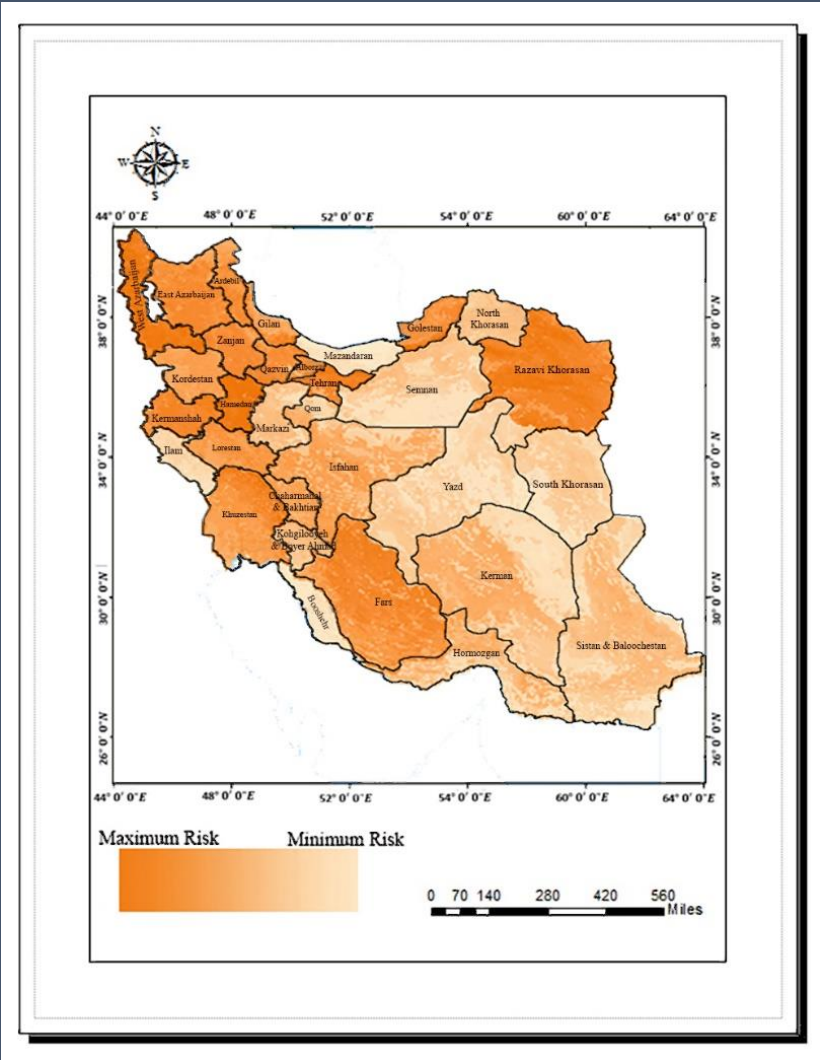 N
W E
S
44° 0' 0"E 48° 0' 0"E 52° 0' 0"E 54° 0' 0"E 60° 0' 0"E 64° 0' 0"E
38° 0' 0"N
34° 0' 0"N
30° 0' 0"N
26° 0' 0"N
West Azarbaijan
East Azarbaijan
Ardebil
Gilan
Zanjan
Qazvin
Alborz
Tehran
Mazandaran
Golestan
North
Khorasan
Razavi Khorasan
Semnan
Kordestan
Hamedan
Kermanshah
Markazi
Qom
Ilam
Lorestan
Isfahan
Yazd
South Khorasan
Khuzestan
Chaharmahal
& Bakhtiari
Kohgilooyeh
& Boyer Ahmad
Booshehr
Fars
Kerman
Hormozgan
Sistan & Baloochestan
38° 0' 0"N
34° 0' 0"N
30° 0' 0"N
26° 0' 0"N
44° 0' 0"E 48° 0' 0"E 52° 0' 0"E 54° 0' 0"E 60° 0' 0"E 64° 0' 0"E
Maximum Risk Minimum Risk
0 70 140 280 420 560
Miles